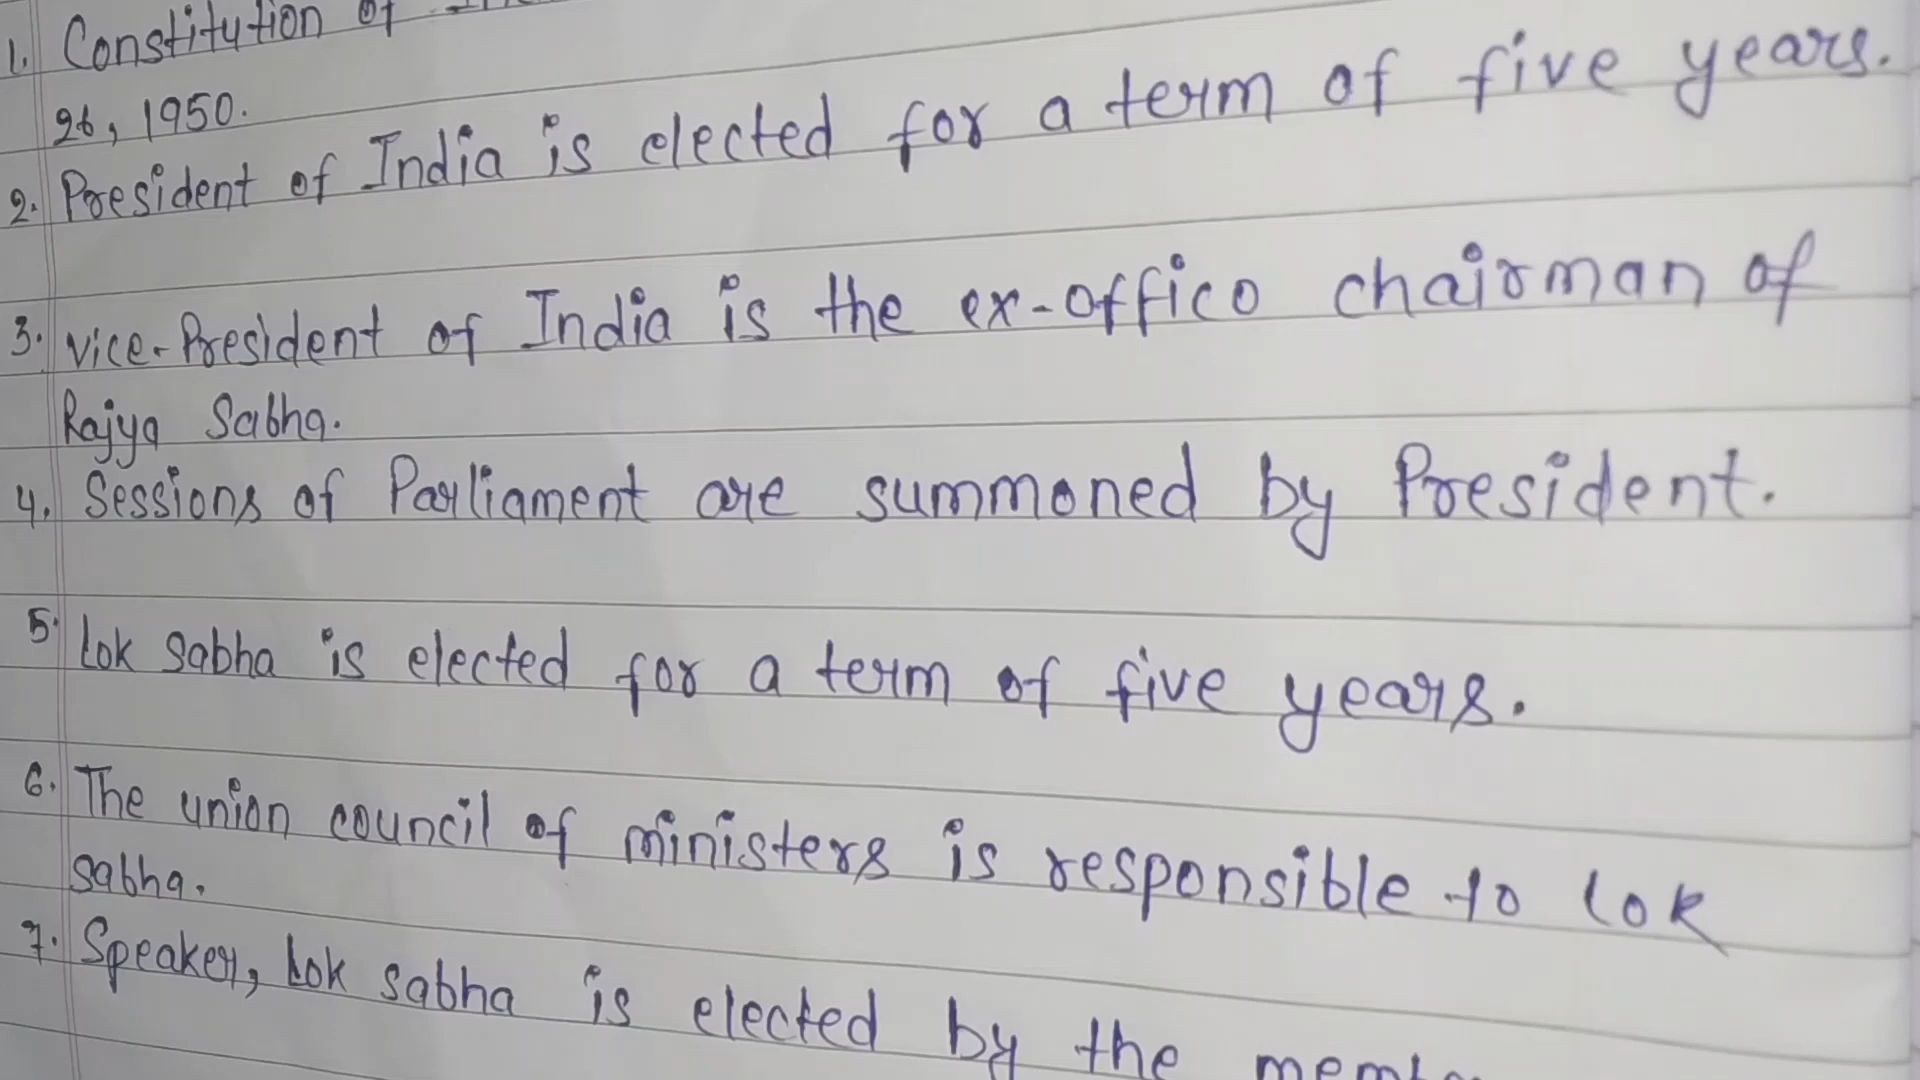 1. Constitution of
26, 1950.
2. President of India is elected for a term of five years.
3. Vice-President of India is the ex-offico chairman of
Rajya Sabha.
4. Sessions of Parliament are summoned by President.
5. Lok Sabha is elected for a term of five years.
6. The union council of ministers is responsible to Lok
Sabha.
7. Speaker, Lok Sabha is elected by the